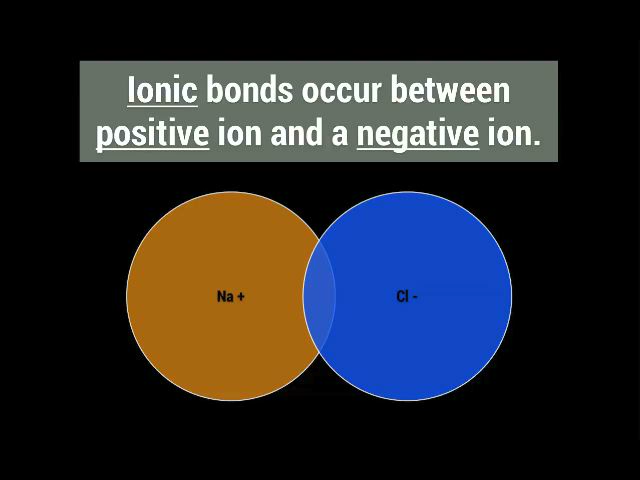 Ionic bonds occur between
positive ion and a negative ion.
Na +
Cl -